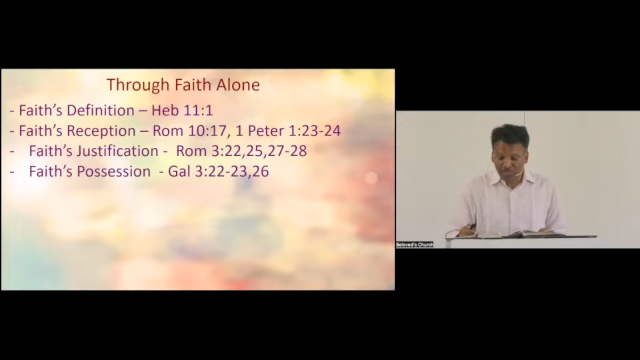 Through Faith Alone
- Faith's Definition – Heb 11:1
- Faith's Reception – Rom 10:17, 1 Peter 1:23-24
- Faith's Justification - Rom 3:22,25,27-28
- Faith's Possession - Gal 3:22-23,26
Beloved's Church